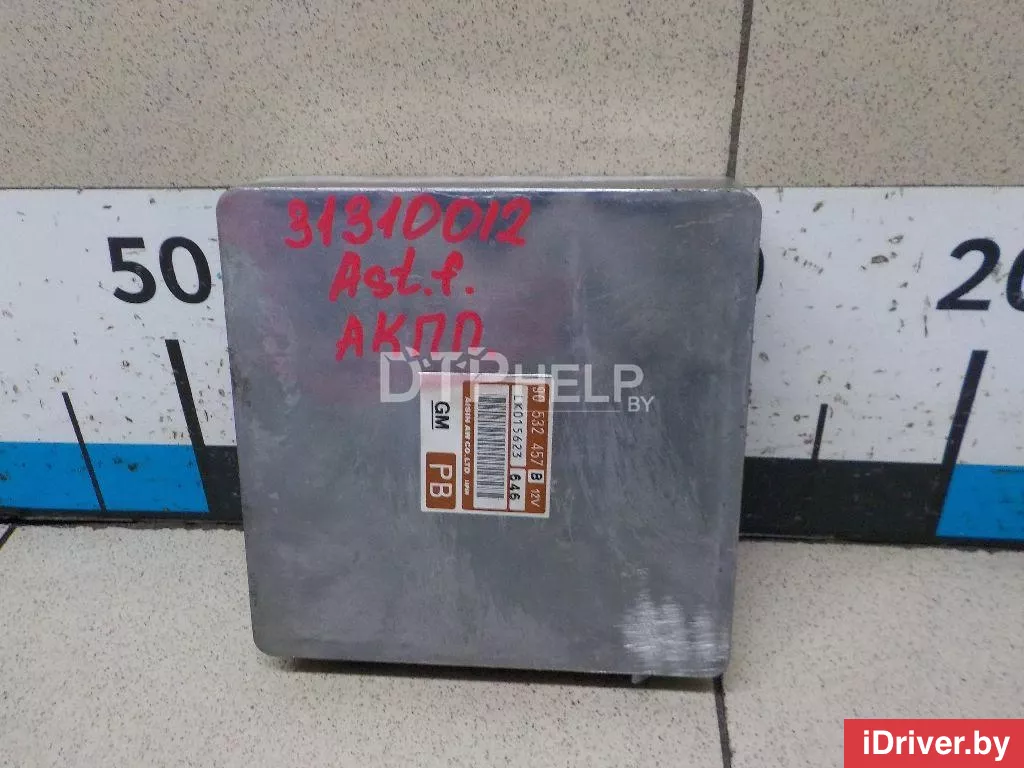 31310012
Ast.f.
АКПП
50
20
DTPHELP.BY
GM
PB
AISIN AW CO.,LTD. JAPAN
LK015623
646
90 532 457
B
12V
iDriver.by